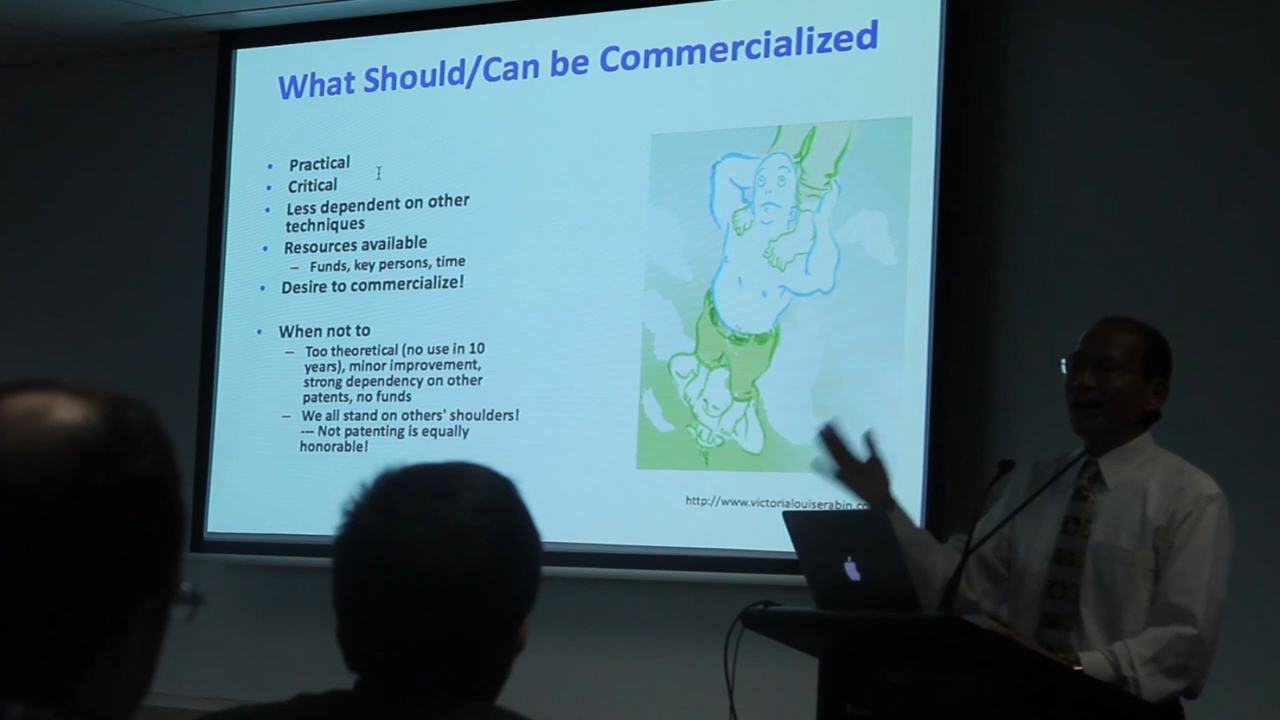 What Should/Can be Commercialized
• Practical
• Critical
• Less dependent on other
techniques
• Resources available
– Funds, key persons, time
• Desire to commercialize!
• When not to
– Too theoretical (no use in 10
years), minor improvement,
strong dependency on other
patents, no funds
– We all stand on others' shoulders!
--- Not patenting is equally
honorable!
http://www.victorialouiserabin.co